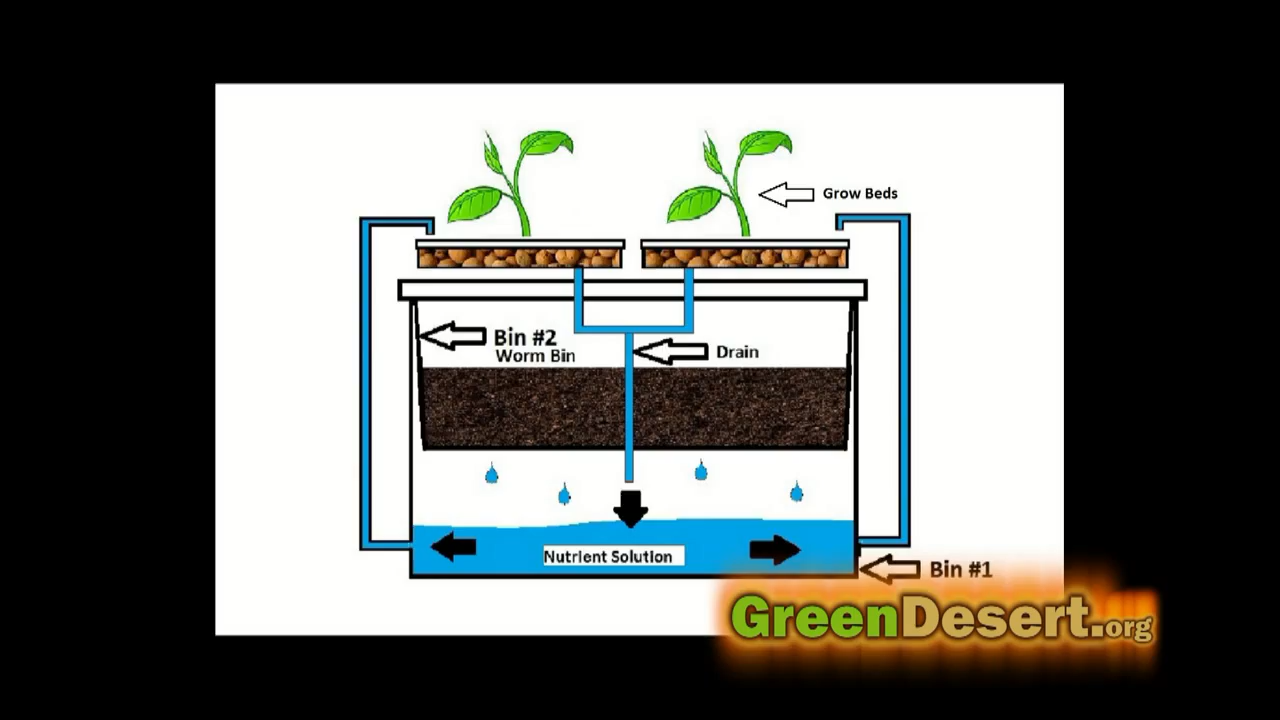 Grow Beds
Bin #2
Worm Bin
Drain
Nutrient Solution
Bin #1
GreenDesert.org